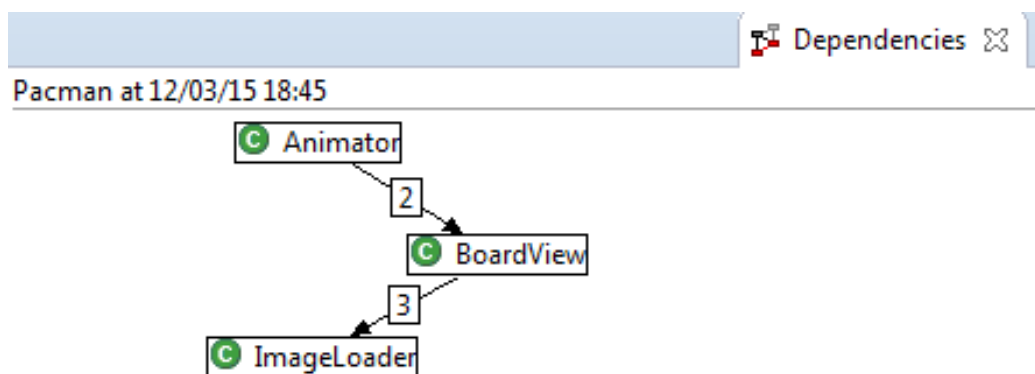 Dependencies
Pacman at 12/03/15 18:45
C Animator
2
C BoardView
3
C ImageLoader